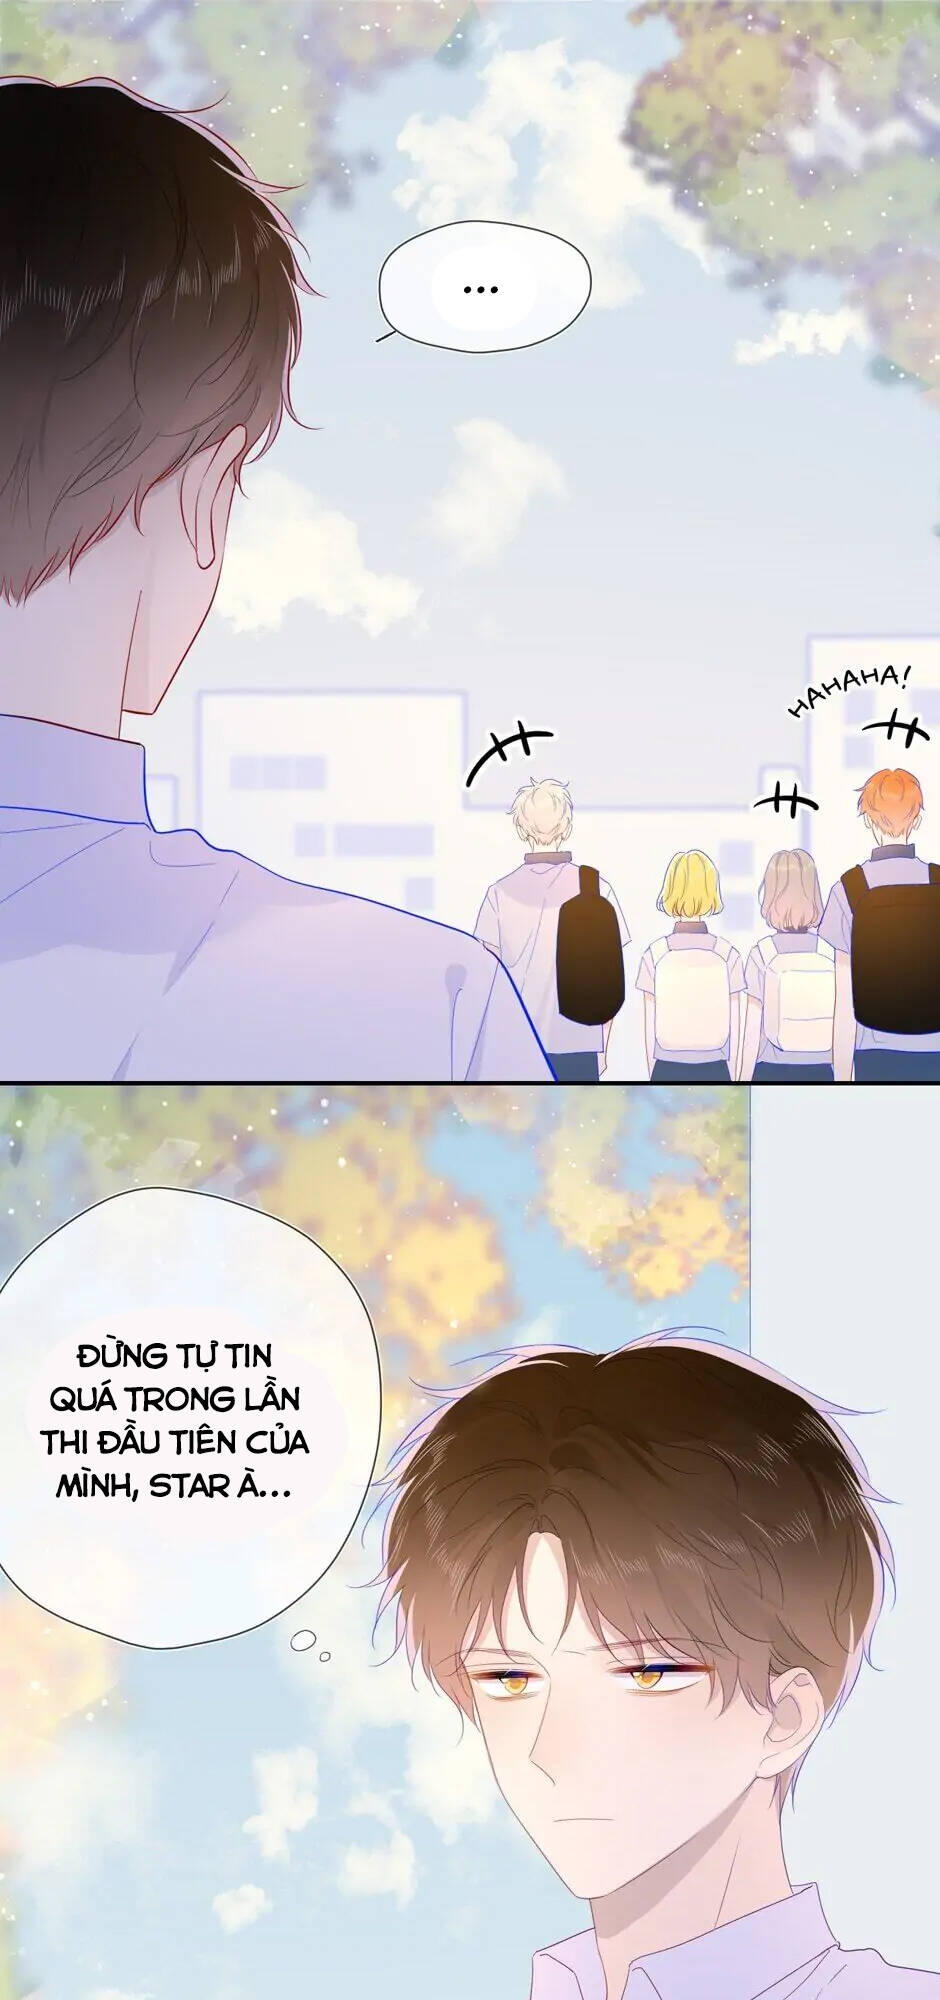 ...
HAHAHA!
ĐỪNG TỰ TIN
QUÁ TRONG LẦN
THI ĐẦU TIÊN CỦA
MÌNH, STAR À...